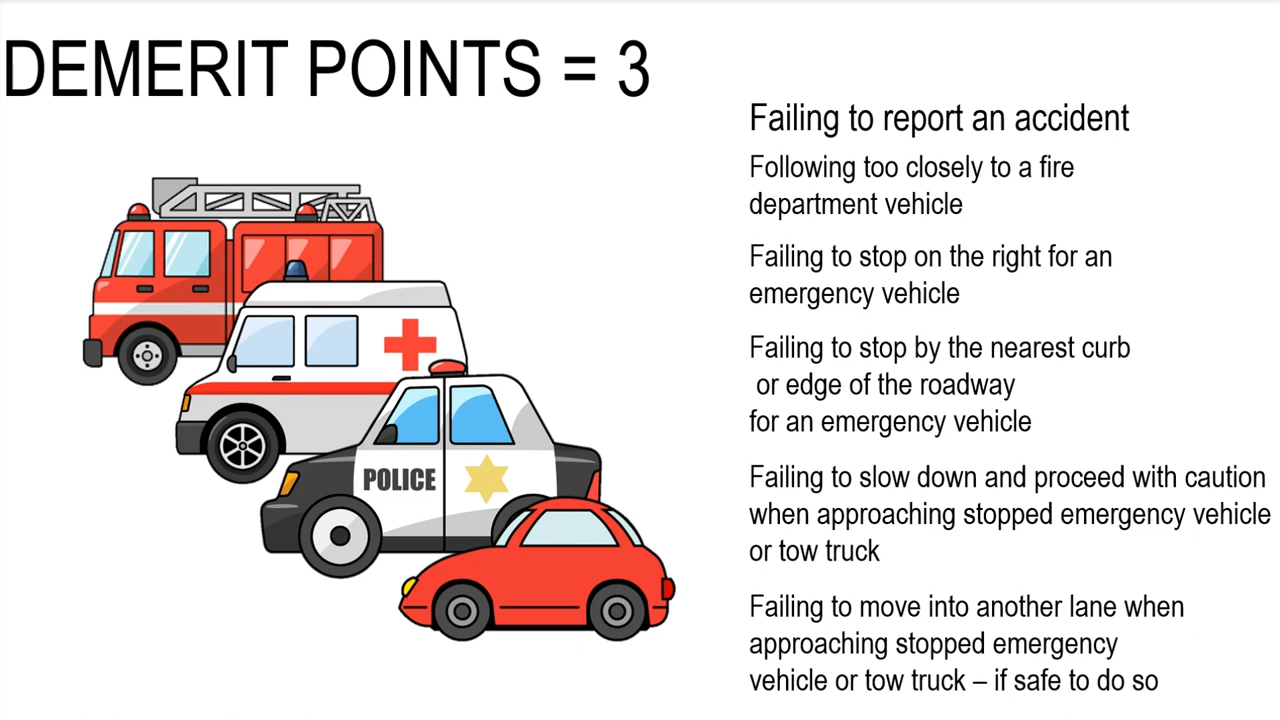 DEMERIT POINTS = 3
Failing to report an accident
Following too closely to a fire
department vehicle
Failing to stop on the right for an
emergency vehicle
Failing to stop by the nearest curb
or edge of the roadway
for an emergency vehicle
Failing to slow down and proceed with caution
when approaching stopped emergency vehicle
or tow truck
Failing to move into another lane when
approaching stopped emergency
vehicle or tow truck – if safe to do so
POLICE